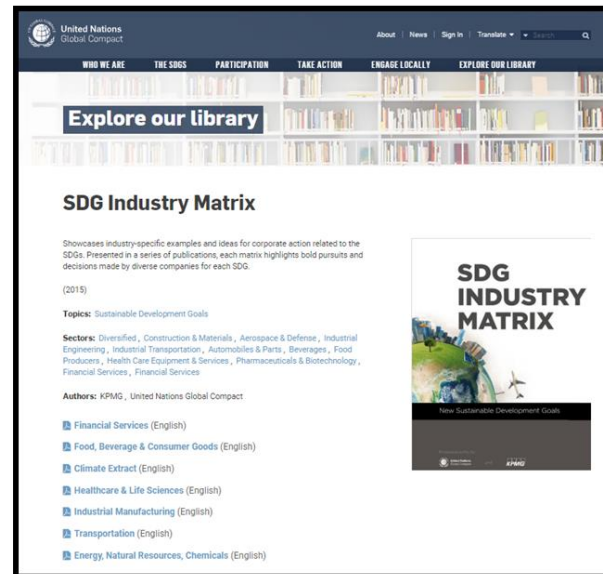 United Nations
Global Compact
About | News | Sign In | Translate Search
WHO WE ARE THE SDGS PARTICIPATION TAKE ACTION ENGAGE LOCALLY EXPLORE OUR LIBRARY
Explore our library
SDG Industry Matrix
Showcases industry-specific examples and ideas for corporate action related to the
SDGs. Presented in a series of publications, each matrix highlights bold pursuits and
decisions made by diverse companies for each SDG.
(2015)
Topics: Sustainable Development Goals
Sectors: Diversified , Construction & Materials , Aerospace & Defense , Industrial
Engineering , Industrial Transportation , Automobiles & Parts , Beverages , Food
Producers , Health Care Equipment & Services , Pharmaceuticals & Biotechnology ,
Financial Services , Financial Services
Authors: KPMG , United Nations Global Compact
Financial Services (English)
Food, Beverage & Consumer Goods (English)
Climate Extract (English)
Healthcare & Life Sciences (English)
Industrial Manufacturing (English)
Transportation (English)
Energy, Natural Resources, Chemicals (English)
SDG
INDUSTRY
MATRIX
New Sustainable Development Goals
KPMG